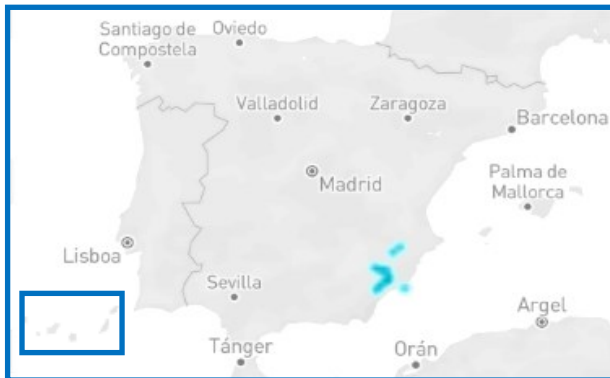 Santiago de
Compostela
Oviedo
Valladolid
Zaragoza
Barcelona
Madrid
Palma de
Mallorca
Lisboa
Sevilla
Argel
Tánger
Orán